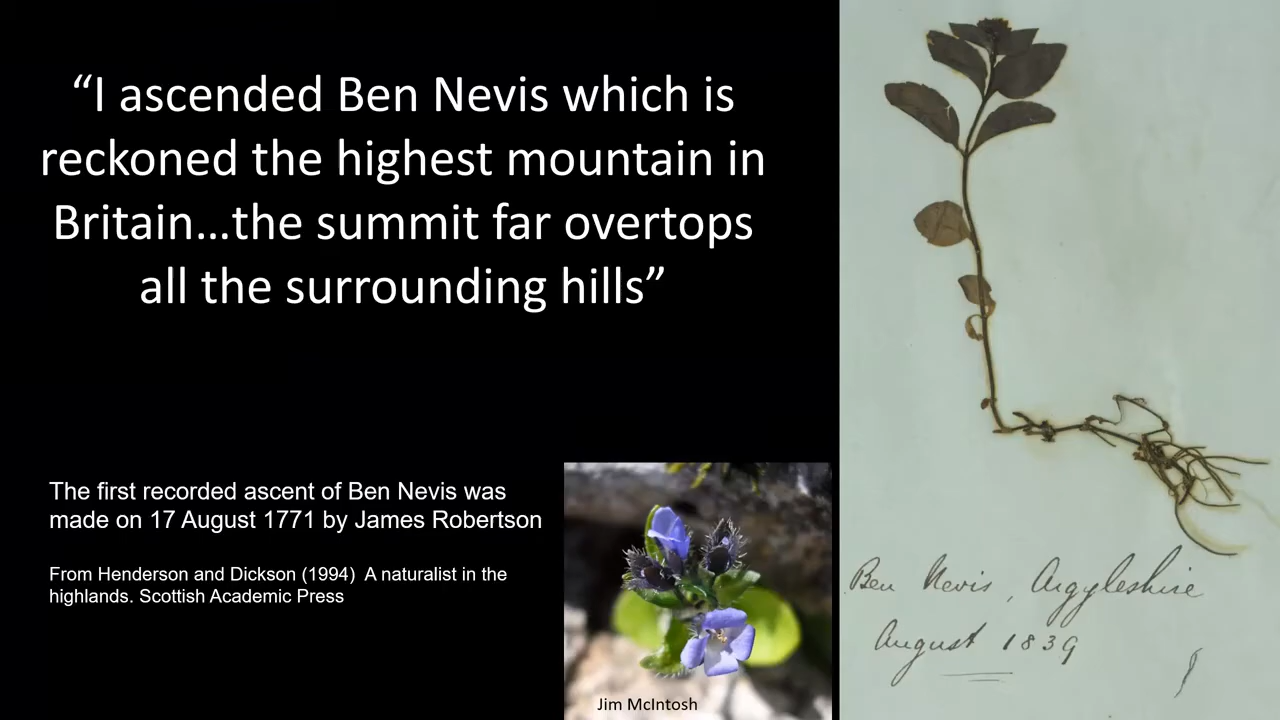 “I ascended Ben Nevis which is
reckoned the highest mountain in
Britain...the summit far overtops
all the surrounding hills”
The first recorded ascent of Ben Nevis was
made on 17 August 1771 by James Robertson
From Henderson and Dickson (1994) A naturalist in the
highlands. Scottish Academic Press
Jim McIntosh
Ben Nevis, Argyleshire
August 1839